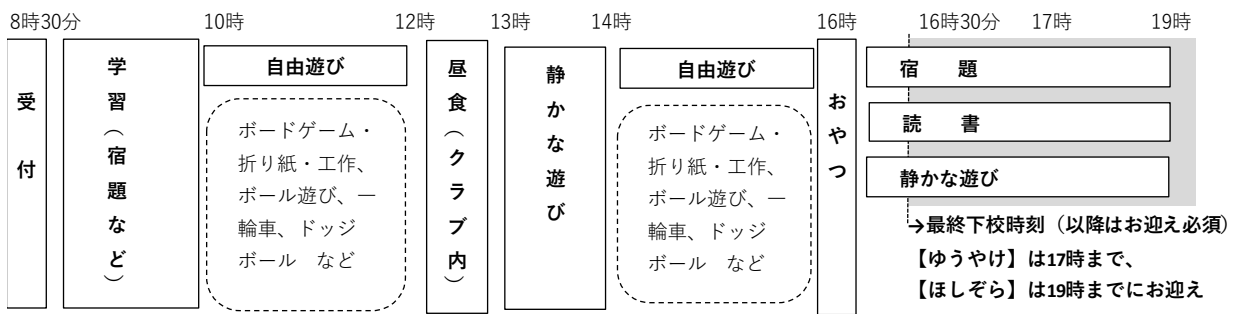 8時30分 10時 12時 13時 14時 16時 16時30分 17時 19時
受付
学習（宿題など）
自由遊び
ボードゲーム・
折り紙・工作、
ボール遊び、一
輪車、ドッジ
ボール　など
昼食（クラブ内）
静かな遊び
自由遊び
ボードゲーム・
折り紙・工作、
ボール遊び、一
輪車、ドッジ
ボール　など
おやつ
宿　題
読　書
静かな遊び
→最終下校時刻（以降はお迎え必須）
【ゆうやけ】は17時まで、
【ほしぞら】は19時までにお迎え